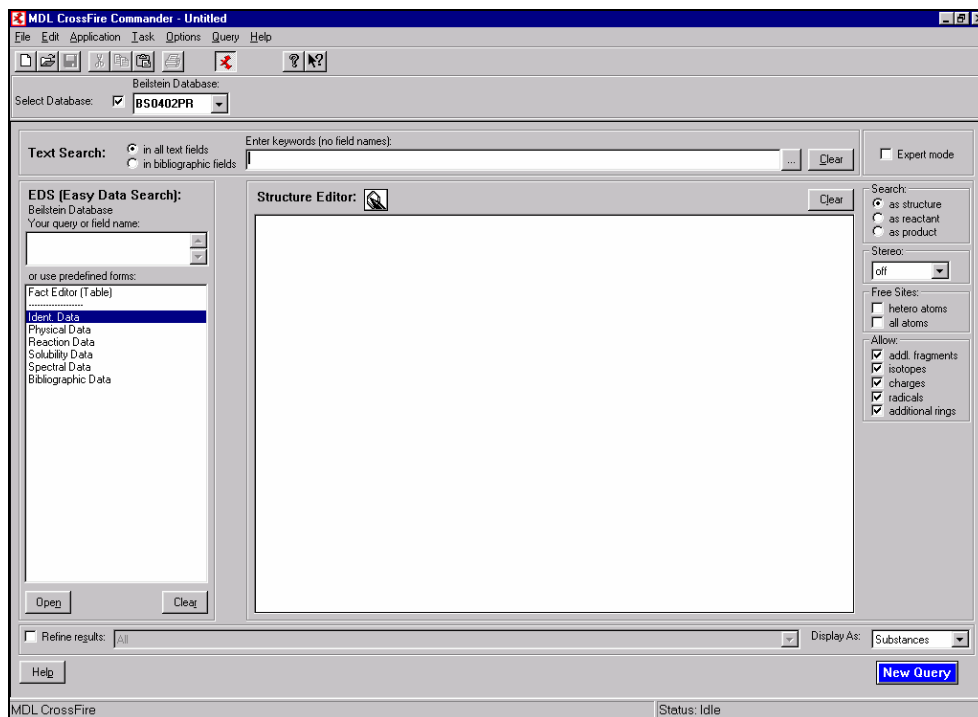 MDL CrossFire Commander - Untitled
File Edit Application Task Options Query Help
Beilstein Database:
Select Database: BS0402PR
Text Search:
in all text fields
in bibliographic fields
Enter keywords (no field names):
...
Clear
Expert mode
EDS (Easy Data Search):
Beilstein Database
Your query or field name:
or use predefined forms:
Fact Editor (Table)
--------------------
Ident. Data
Physical Data
Reaction Data
Solubility Data
Spectral Data
Bibliographic Data
Open Clear
Structure Editor:
Clear
Search:
as structure
as reactant
as product
Stereo:
off
Free Sites:
hetero atoms
all atoms
Allow:
addl. fragments
isotopes
charges
radicals
additional rings
Refine results: All Display As: Substances
Help New Query
MDL CrossFire Status: Idle